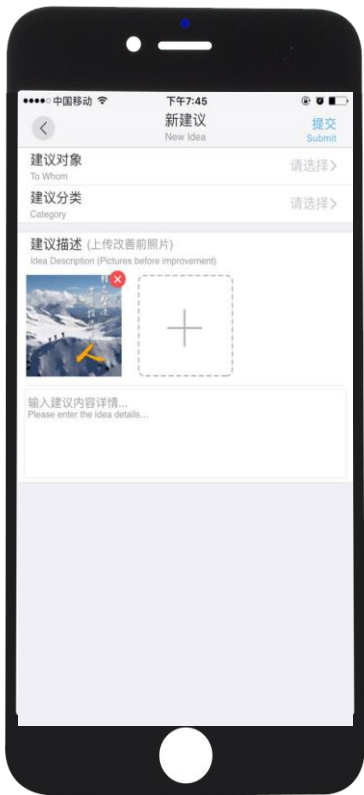 中国移动
下午7:45
新建议
New Idea
提交
Submit
建议对象
To Whom
请选择>
建议分类
Category
请选择>
建议描述 (上传改善前照片)
Idea Description (Pictures before improvement)
输入建议内容详情...
Please enter the idea details...